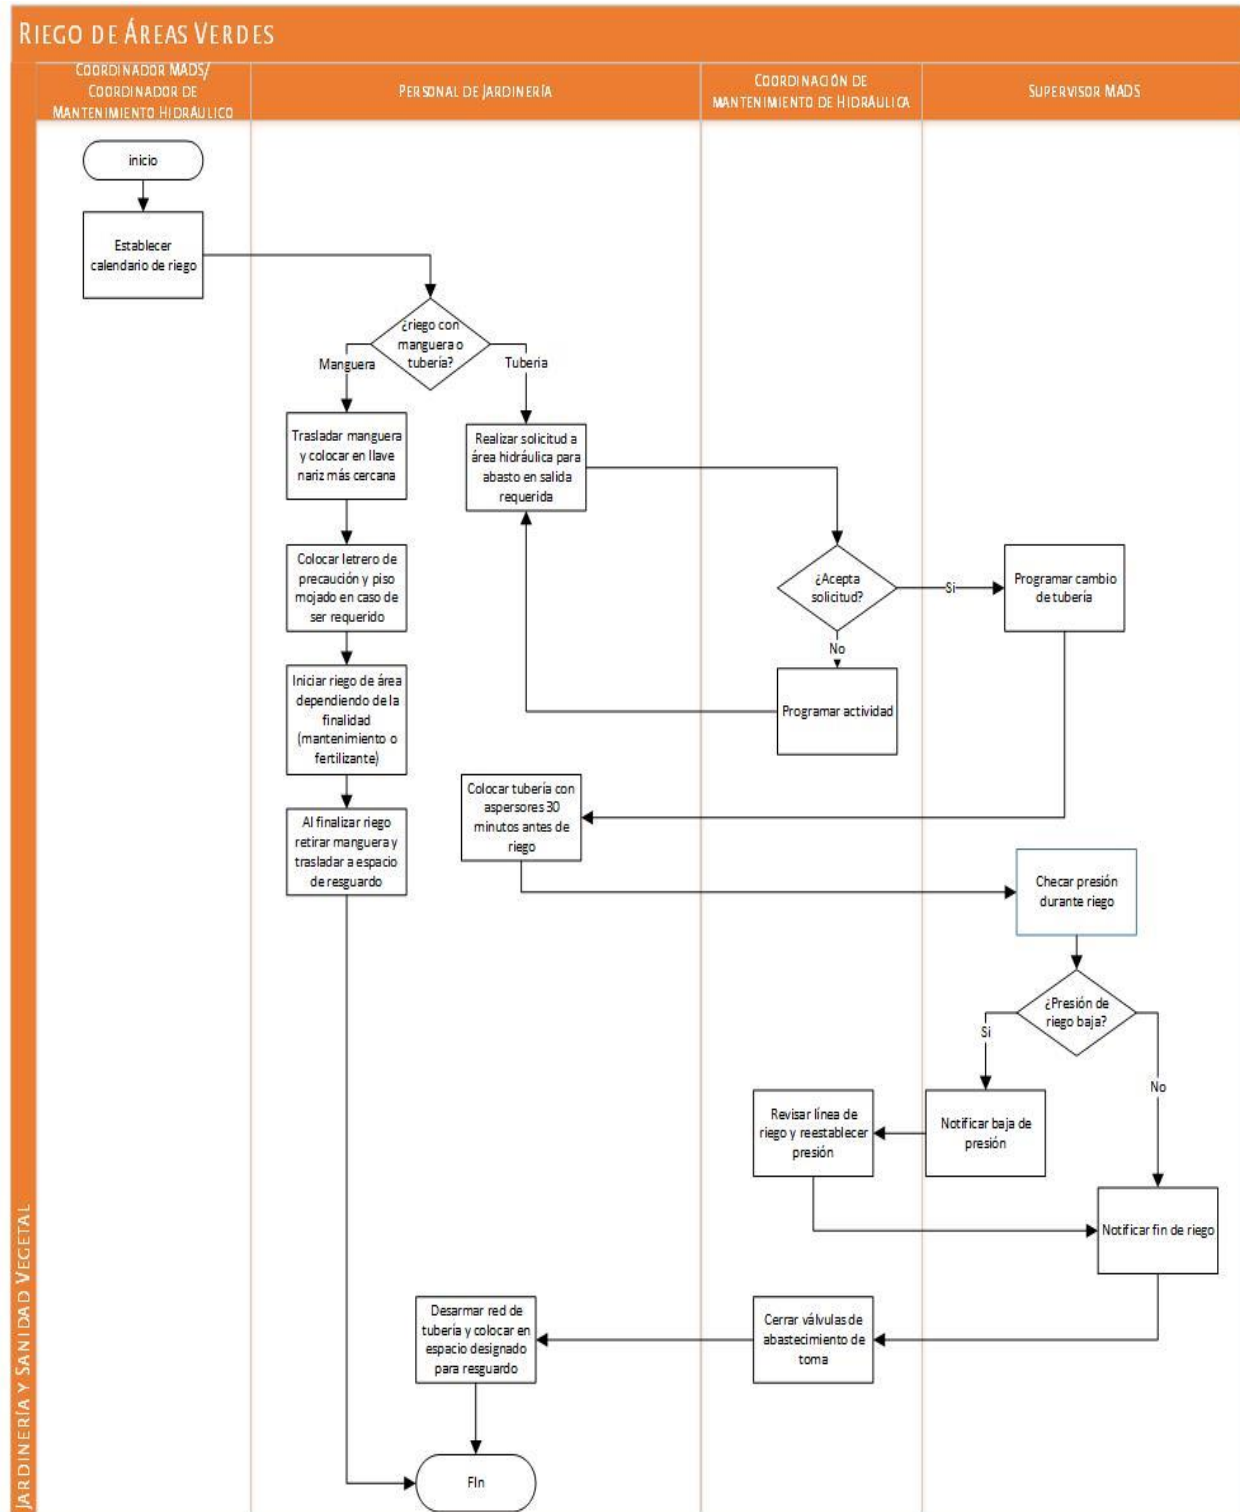 RIEGO DE ÁREAS VERDES
COORDINADOR MADS/
COORDINADOR DE
MANTENIMIENTO HIDRÁULICO
PERSONAL DE JARDINERÍA
COORDINACIÓN DE
MANTENIMIENTO DE HIDRÁULICA
SUPERVISOR MADS
inicio
Establecer
calendario de riego
¿riego con
manguera o
tubería?
Manguera
Tuberia
Trasladar manguera
y colocar en llave
nariz más cercana
Realizar solicitud a
área hidráulica para
abasto en salida
requerida
Colocar letrero de
precaución y piso
mojado en caso de
ser requerido
¿Acepta
solicitud?
Si
Programar cambio
de tubería
No
Iniciar riego de área
dependiendo de la
finalidad
(mantenimiento o
fertilizante)
Programar actividad
Colocar tubería con
aspersores 30
minutos antes de
riego
Al finalizar riego
retirar manguera y
trasladar a espacio
de resguardo
Checar presión
durante riego
¿Presión de
riego baja?
Si
No
Revisar línea de
riego y reestablecer
presión
Notificar baja de
presión
Notificar fin de riego
Desarmar red de
tubería y colocar en
espacio designado
para resguardo
Cerrar válvulas de
abastecimiento de
toma
FIn
JARDINERÍA Y SANIDAD VEGETAL